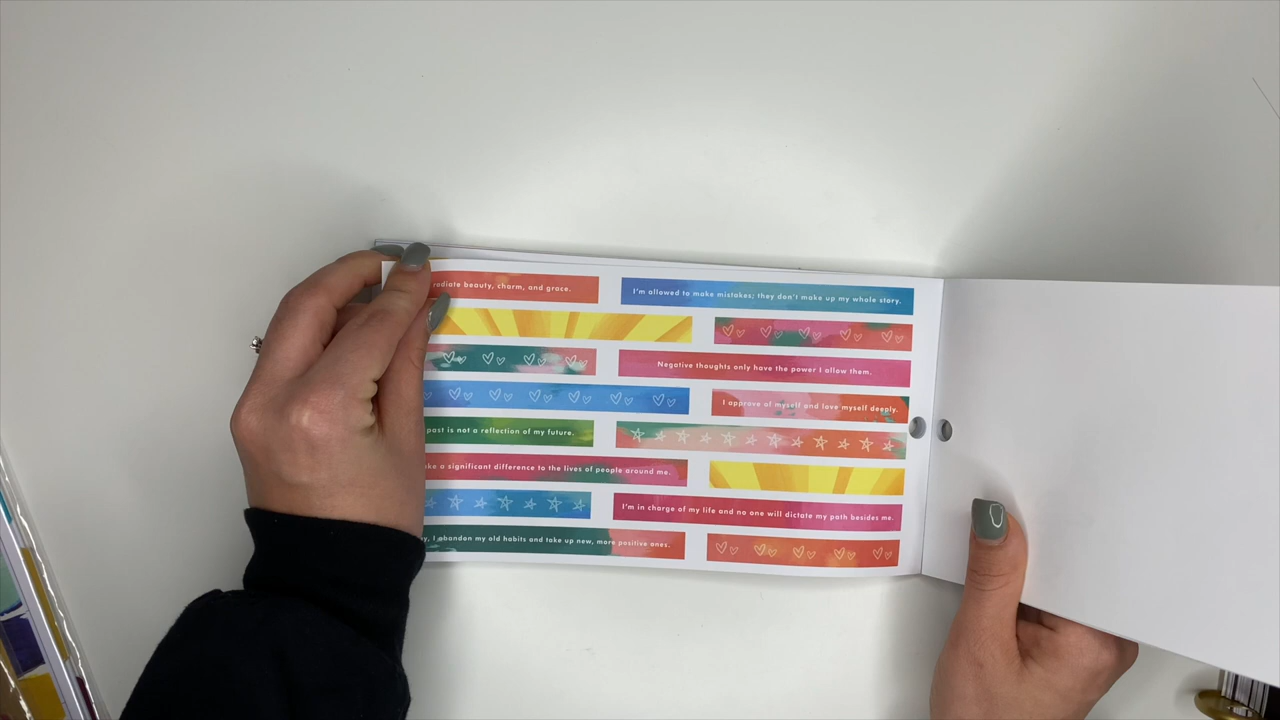 radiate beauty, charm, and grace.
I'm allowed to make mistakes; they don't make up my whole story.
Negative thoughts only have the power I allow them.
I approve of myself and love myself deeply.
past is not a reflection of my future.
a significant difference to the lives of people around me.
I'm in charge of my life and no one will dictate my path besides me.
I abandon my old habits and take up new, more positive ones.